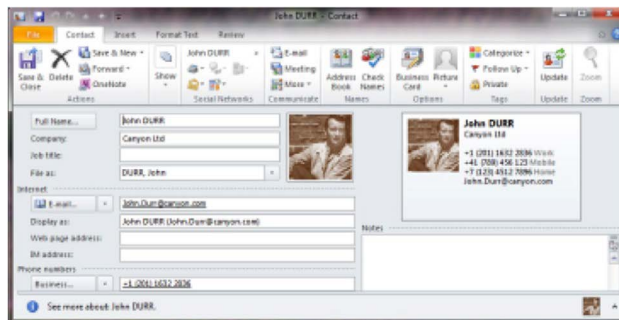 John DURR - Contact
File Contact Insert Format Text Review
Save & Close
Delete
Save & New
Forward
OneNote
Actions
Show
John DURR
Social Networks
E-mail
Meeting
More
Communicate
Address Book
Check Names
Names
Business Card
Picture
Options
Categorize
Follow Up
Private
Tags
Update
Update
Zoom
Zoom
Full Name... John DURR
Company: Canyon Ltd
Job title:
File as: DURR, John
Internet
E-mail... John.Durr@canyon.com
Display as: John DURR (John.Durr@canyon.com)
Web page address:
IM address:
Phone numbers
Business... +1 (201) 1632 2836
John DURR
Canyon Ltd
+1 (201) 1632 2836 Work
+41 (789) 456 123 Mobile
+7 (123) 4512 7896 Home
John.Durr@canyon.com
Notes
See more about: John DURR.